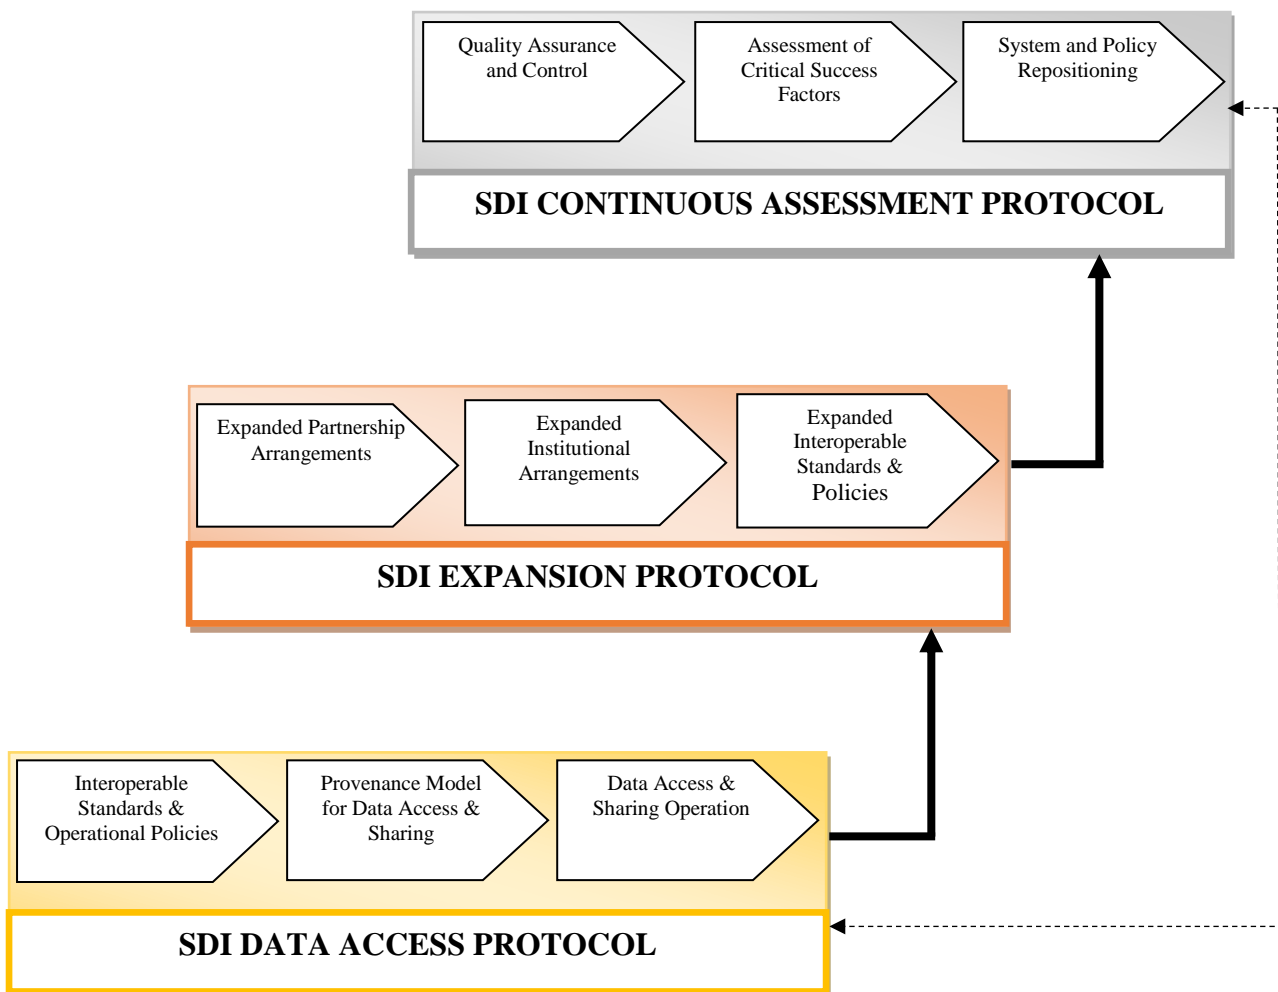 Quality Assurance
and Control
Assessment of
Critical Success
Factors
System and Policy
Repositioning
SDI CONTINUOUS ASSESSMENT PROTOCOL
Expanded Partnership
Arrangements
Expanded
Institutional
Arrangements
Expanded
Interoperable
Standards &
Policies
SDI EXPANSION PROTOCOL
Interoperable
Standards &
Operational Policies
Provenance Model
for Data Access &
Sharing
Data Access &
Sharing Operation
SDI DATA ACCESS PROTOCOL